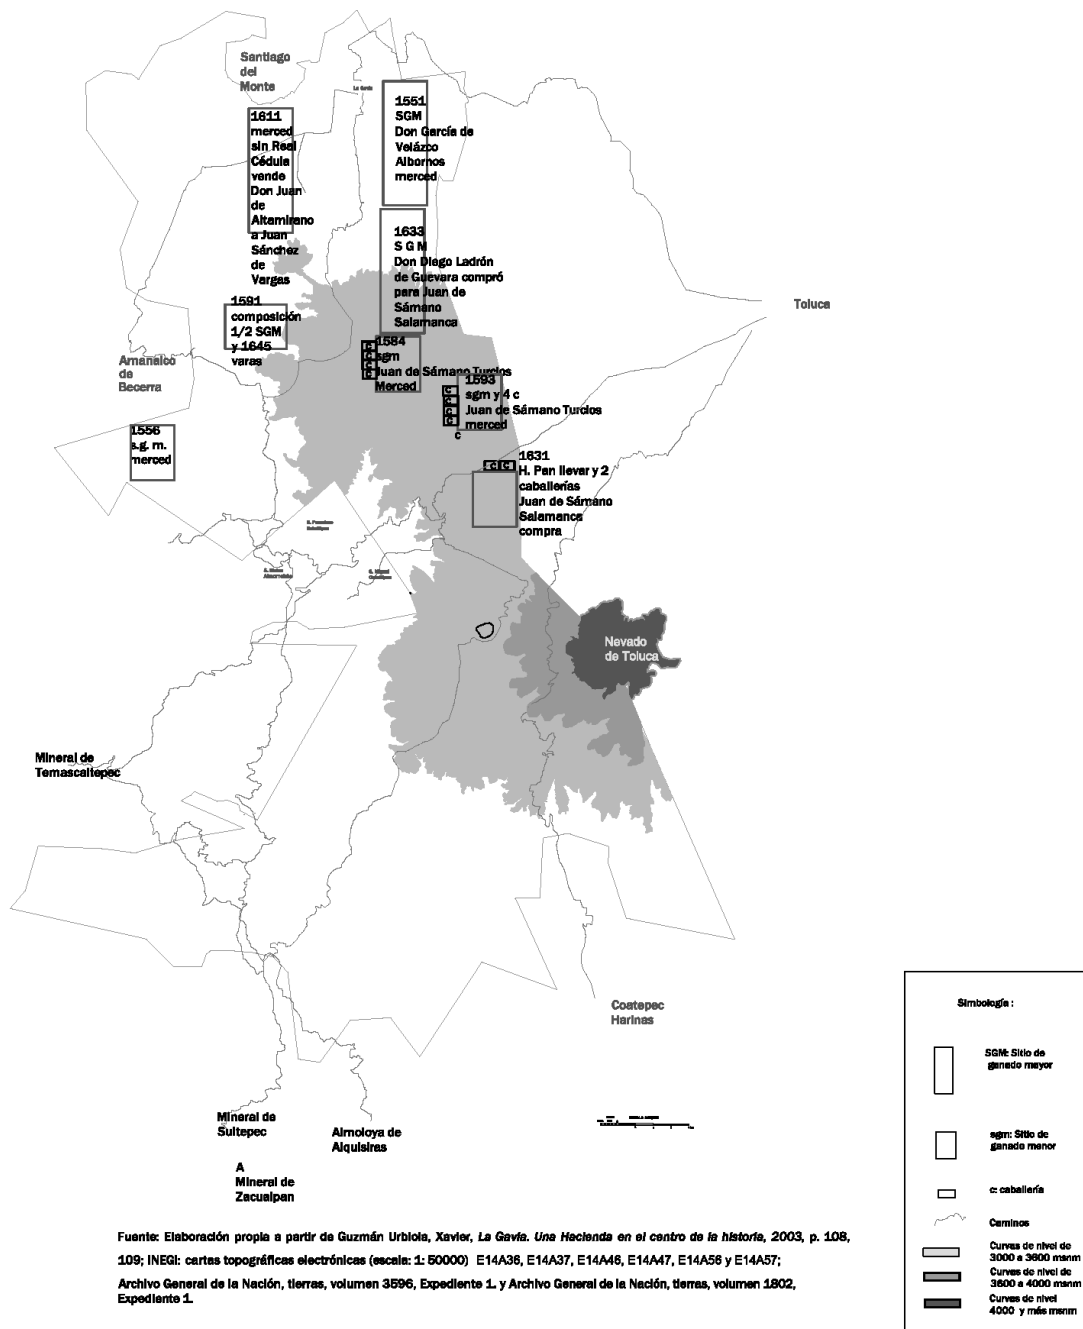 Santiago
del
Monte
La Gavia
1551
SGM
Don García de
Velázco
Albornos
merced
1611
merced
sin Real
Cédula
vende
Don Juan
de
Altamirano
a Juan
Sánchez
de
Vargas
1633
S G M
Don Diego Ladrón
de Guevara compró
para Juan de
Sámano
Salamanca
1591
composición
1/2 SGM
y 1645
varas
Toluca
Amanalco
de
Becerra
c
c
c
1584
sgm
Juan de Sámano Turcios
Merced
c
c
c
c
c
1593
sgm y 4 c
Juan de Sámano Turcios
merced
1556
s.g. m.
merced
c c
1631
H. Pan llevar y 2
caballerías
Juan de Sámano
Salamanca
compra
S. Francisco
S. Mateo
S. Miguel
Nevado
de Toluca
Mineral de
Temascaltepec
Coatepec
Harinas
Mineral de
Sultepec
Almoloya de
Alquisiras
A
Mineral de
Zacualpan
Simbología :
SGM: Sitio de
ganado mayor
sgm: Sitio de
ganado menor
c: caballería
Caminos
Curvas de nivel de
3000 a 3600 msnm
Curvas de nivel de
3600 a 4000 msnm
Curvas de nivel
4000 y más msnm
Fuente: Elaboración propia a partir de Guzmán Urbiola, Xavier, La Gavia. Una Hacienda en el centro de la historia, 2003, p. 108,
109; INEGI: cartas topográficas electrónicas (escala: 1: 50000) E14A36, E14A37, E14A46, E14A47, E14A56 y E14A57;
Archivo General de la Nación, tierras, volumen 3596, Expediente 1. y Archivo General de la Nación, tierras, volumen 1802,
Expediente 1.